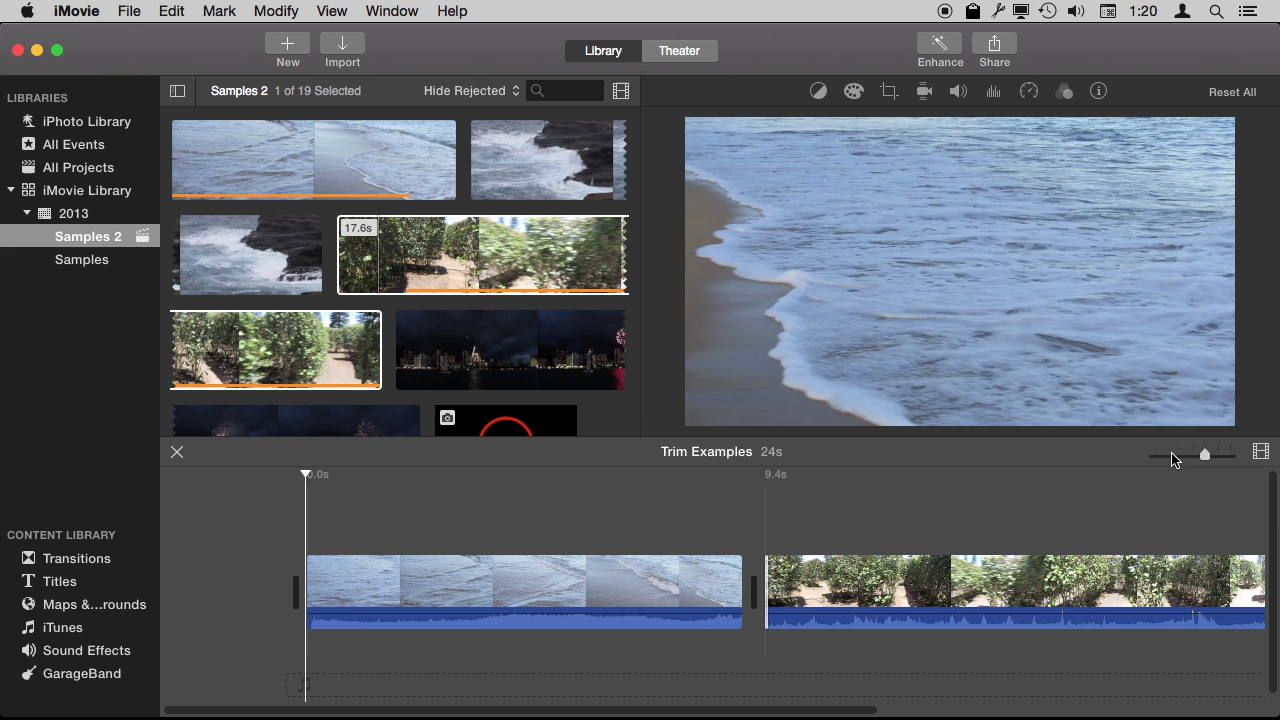 iMovie File Edit Mark Modify View Window Help 1:20
Library Theater
New Import Enhance Share
LIBRARIES
iPhoto Library
All Events
All Projects
iMovie Library
2013
Samples 2
Samples
Samples 2 1 of 19 Selected Hide Rejected
Reset All
17.6s
Trim Examples 24s
0.0s 9.4s
CONTENT LIBRARY
Transitions
T Titles
Maps &...rounds
iTunes
Sound Effects
GarageBand